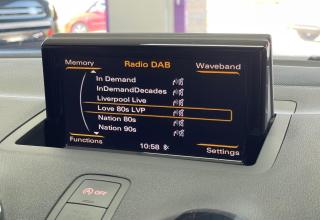 Memory
Radio DAB
Waveband
In Demand
InDemandDecades
Liverpool Live
Love 80s LVP
Nation 80s
Nation 90s
Functions
10:58
Settings